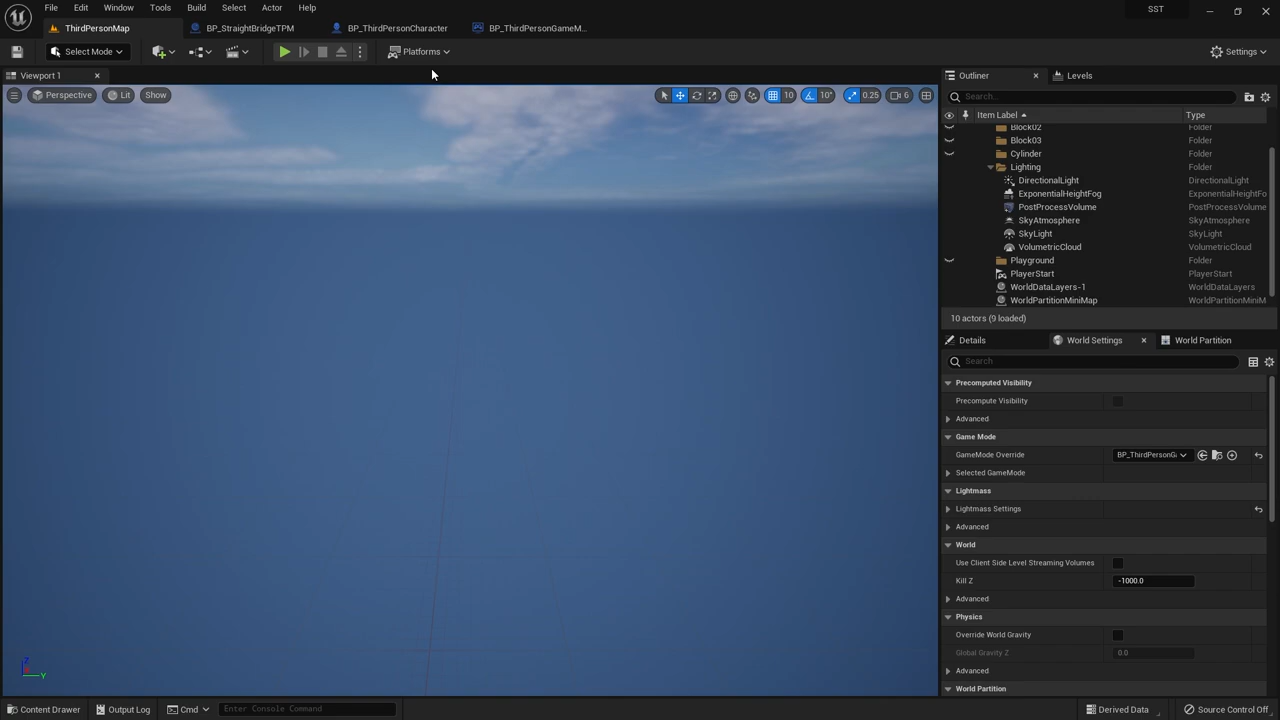 File Edit Window Tools Build Select Actor Help
SST
ThirdPersonMap BP_StraightBridgeTPM BP_ThirdPersonCharacter BP_ThirdPersonGameM...
Select Mode Platforms Settings
Viewport 1
Perspective Lit Show 10 10° 0.25 6
Outliner Levels
Search...
Item Label Type
Block02 Folder
Block03 Folder
Cylinder Folder
Lighting Folder
DirectionalLight DirectionalLight
ExponentialHeightFog ExponentialHeightFo
PostProcessVolume PostProcessVolume
SkyAtmosphere SkyAtmosphere
SkyLight SkyLight
VolumetricCloud VolumetricCloud
Playground Folder
PlayerStart PlayerStart
WorldDataLayers-1 WorldDataLayers
WorldPartitionMiniMap WorldPartitionMiniM
10 actors (9 loaded)
Details World Settings World Partition
Search
Precomputed Visibility
Precompute Visibility
Advanced
Game Mode
GameMode Override BP_ThirdPersonG
Selected GameMode
Lightmass
Lightmass Settings
Advanced
World
Use Client Side Level Streaming Volumes
Kill Z -1000.0
Advanced
Physics
Override World Gravity
Global Gravity Z 0.0
Advanced
World Partition
Z
Y
Content Drawer Output Log Cmd Enter Console Command Derived Data Source Control Off